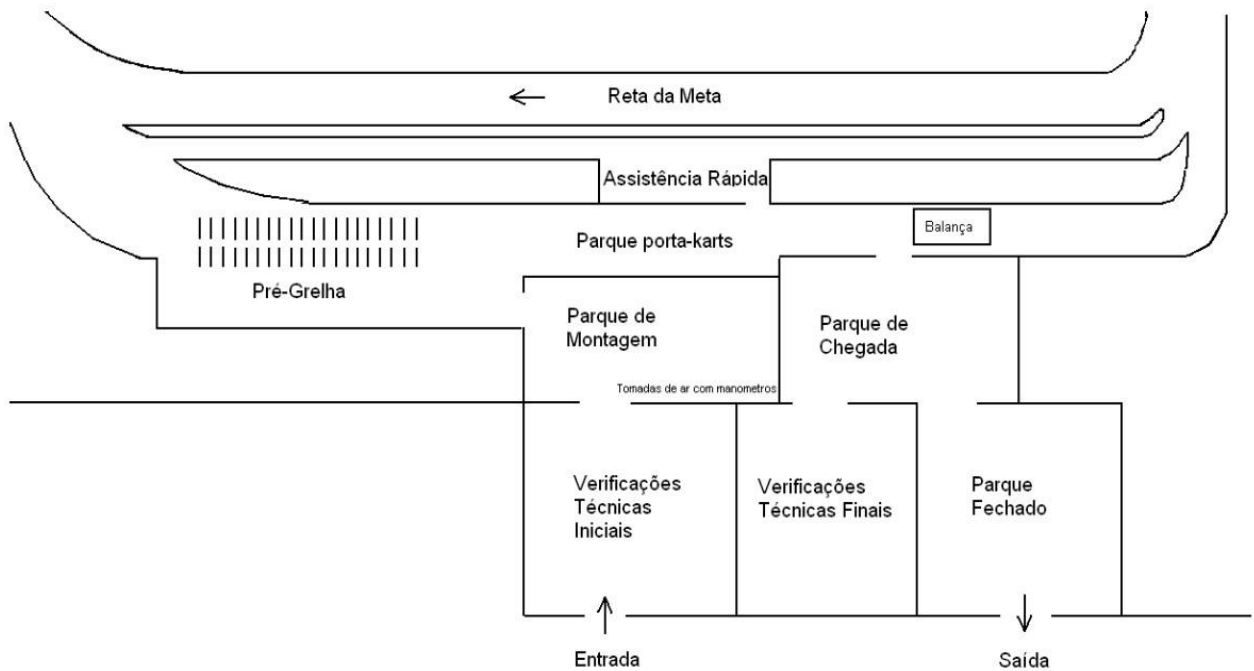 Reta da Meta
Assistência Rápida
Balança
Parque porta-karts
Pré-Grelha
Parque de
Montagem
Parque de
Chegada
Tomadas de ar com manometros
Verificações
Técnicas
Iniciais
Verificações
Técnicas Finais
Parque
Fechado
Entrada
Saída